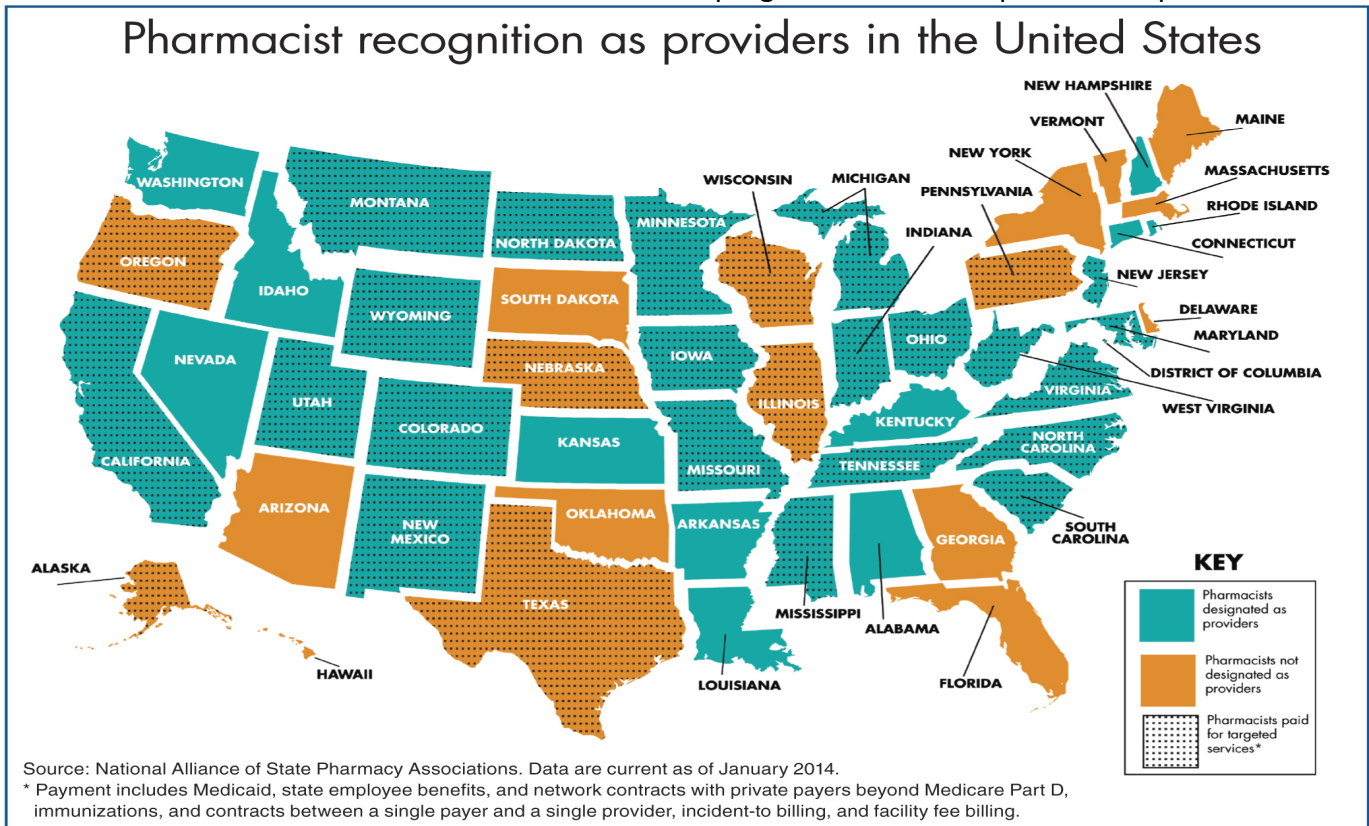 Pharmacist recognition as providers in the United States
NEW HAMPSHIRE
VERMONT
MAINE
NEW YORK
MASSACHUSETTS
WISCONSIN
MICHIGAN
PENNSYLVANIA
RHODE ISLAND
WASHINGTON
MONTANA
NORTH DAKOTA
MINNESOTA
INDIANA
CONNECTICUT
OREGON
IDAHO
SOUTH DAKOTA
NEW JERSEY
WYOMING
DELAWARE
MARYLAND
NEVADA
IOWA
OHIO
NEBRASKA
DISTRICT OF COLUMBIA
UTAH
ILLINOIS
VIRGINIA
WEST VIRGINIA
COLORADO
KANSAS
KENTUCKY
CALIFORNIA
MISSOURI
TENNESSEE
NORTH
CAROLINA
ARIZONA
NEW
MEXICO
OKLAHOMA
ARKANSAS
GEORGIA
SOUTH
CAROLINA
ALASKA
TEXAS
MISSISSIPPI
ALABAMA
HAWAII
LOUISIANA
FLORIDA
KEY
Pharmacists
designated as
providers
Pharmacists not
designated as
providers
Pharmacists paid
for targeted
services*
Source: National Alliance of State Pharmacy Associations. Data are current as of January 2014.
* Payment includes Medicaid, state employee benefits, and network contracts with private payers beyond Medicare Part D,
immunizations, and contracts between a single payer and a single provider, incident-to billing, and facility fee billing.